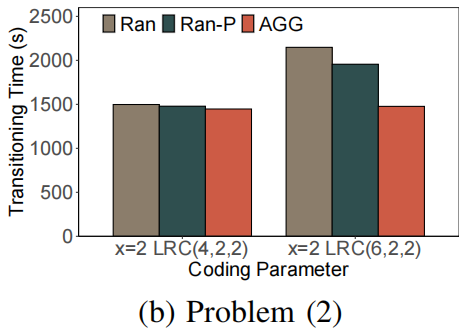 Ran Ran-P AGG
Transitioning Time (s)
2500
2000
1500
1000
500
0
x=2 LRC(4,2,2) x=2 LRC(6,2,2)
Coding Parameter
(b) Problem (2)